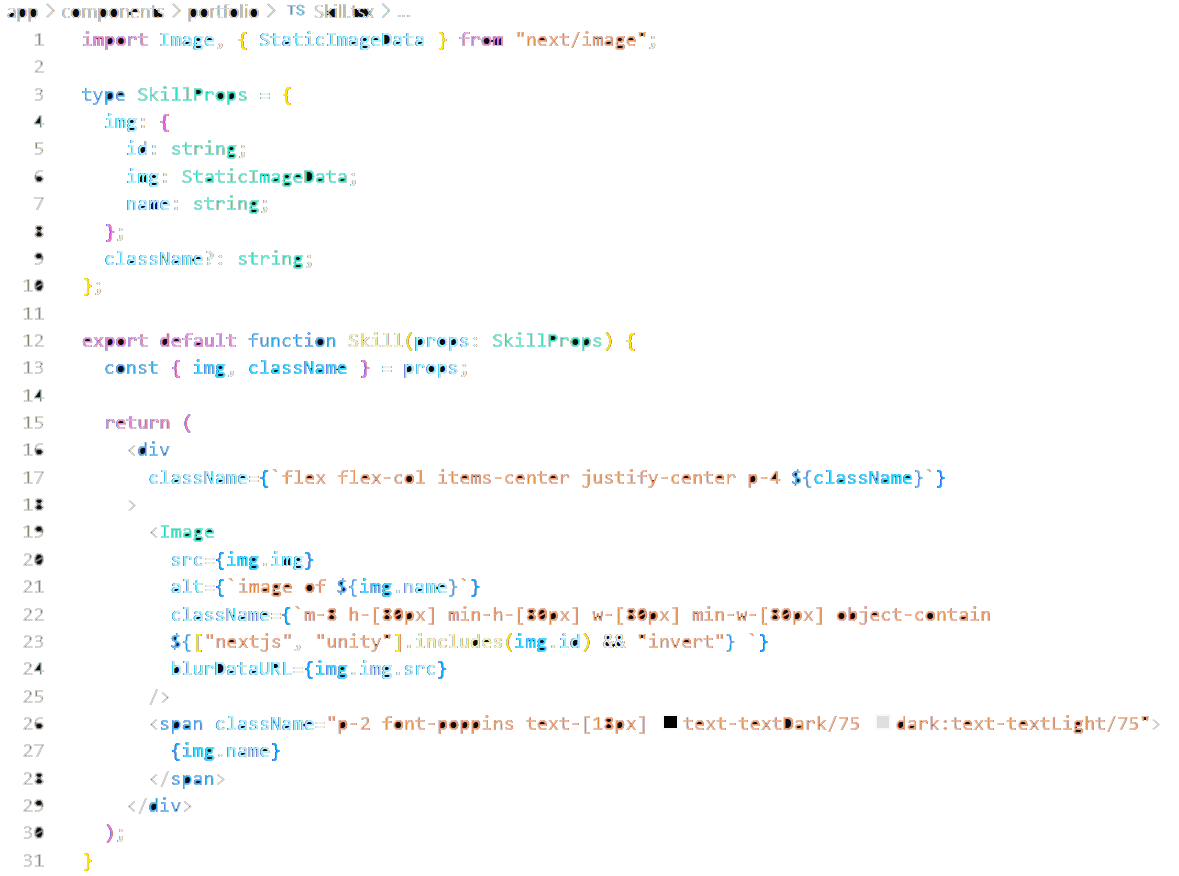 app > components > portfolio > TS Skill.tsx > ...
1 import Image, { StaticImageData } from "next/image";
2
3 type SkillProps = {
4   img: {
5     id: string;
6     img: StaticImageData;
7     name: string;
8   };
9   className?: string;
10 };
11
12 export default function Skill(props: SkillProps) {
13   const { img, className } = props;
14
15   return (
16     <div
17       className={`flex flex-col items-center justify-center p-4 ${className}`}
18     >
19       <Image
20         src={img.img}
21         alt={`image of ${img.name}`}
22         className={`m-8 h-[80px] min-h-[80px] w-[80px] min-w-[80px] object-contain
23         ${["nextjs", "unity"].includes(img.id) && "invert"} `}
24         blurDataURL={img.img.src}
25       />
26       <span className="p-2 font-poppins text-[18px] text-textDark/75 dark:text-textLight/75">
27         {img.name}
28       </span>
29     </div>
30   );
31 }